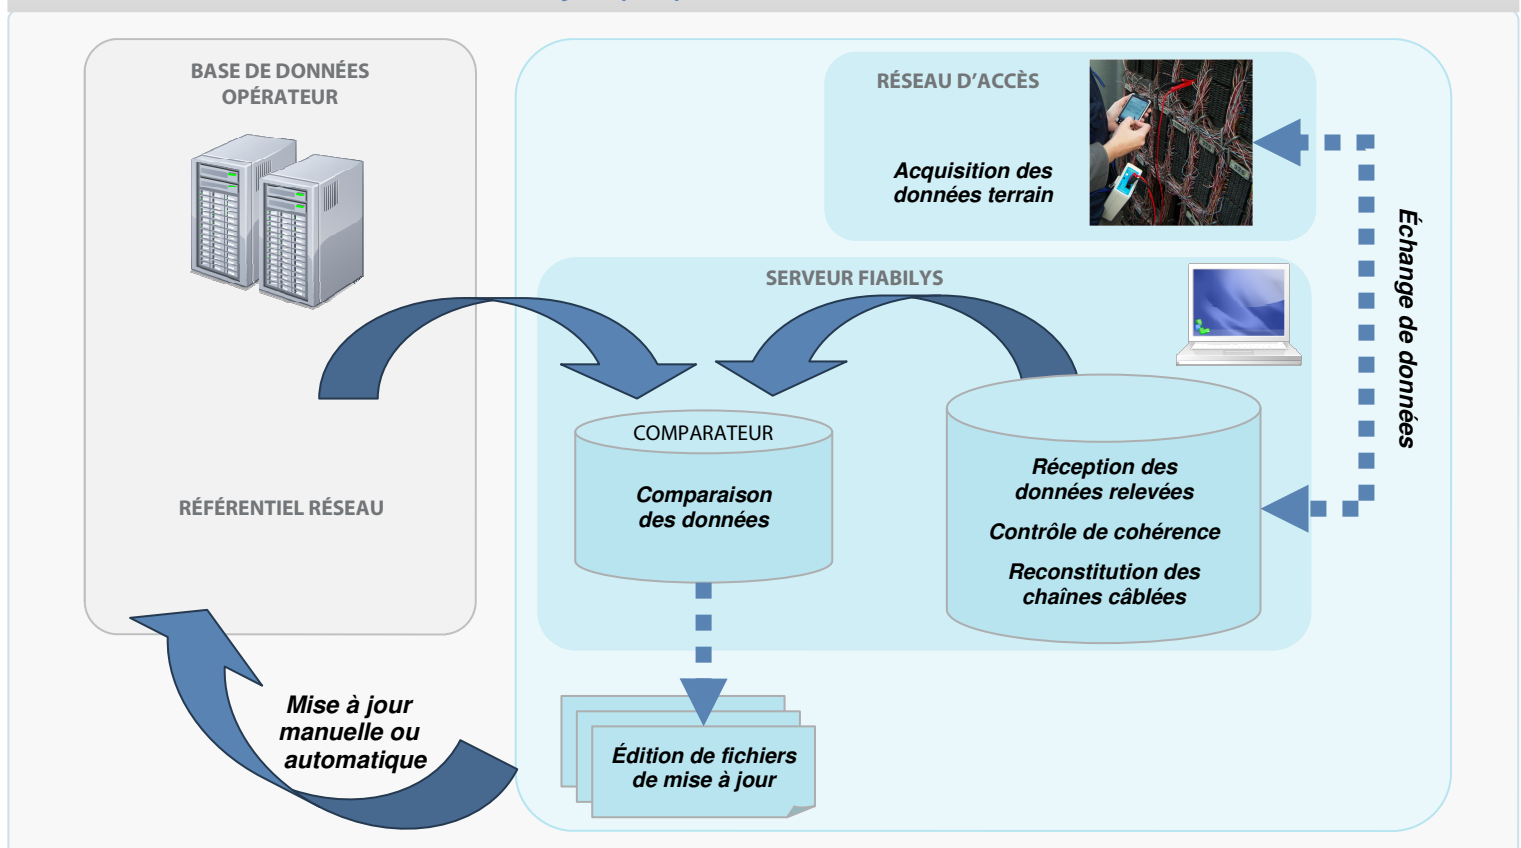 BASE DE DONNÉES
OPÉRATEUR
RÉFÉRENTIEL RÉSEAU
RÉSEAU D'ACCÈS
Acquisition des
données terrain
Échange de données
SERVEUR FIABILYS
COMPARATEUR
Comparaison
des données
Réception des
données relevées
Contrôle de cohérence
Reconstitution des
chaînes câblées
Édition de fichiers
de mise à jour
Mise à jour
manuelle ou
automatique